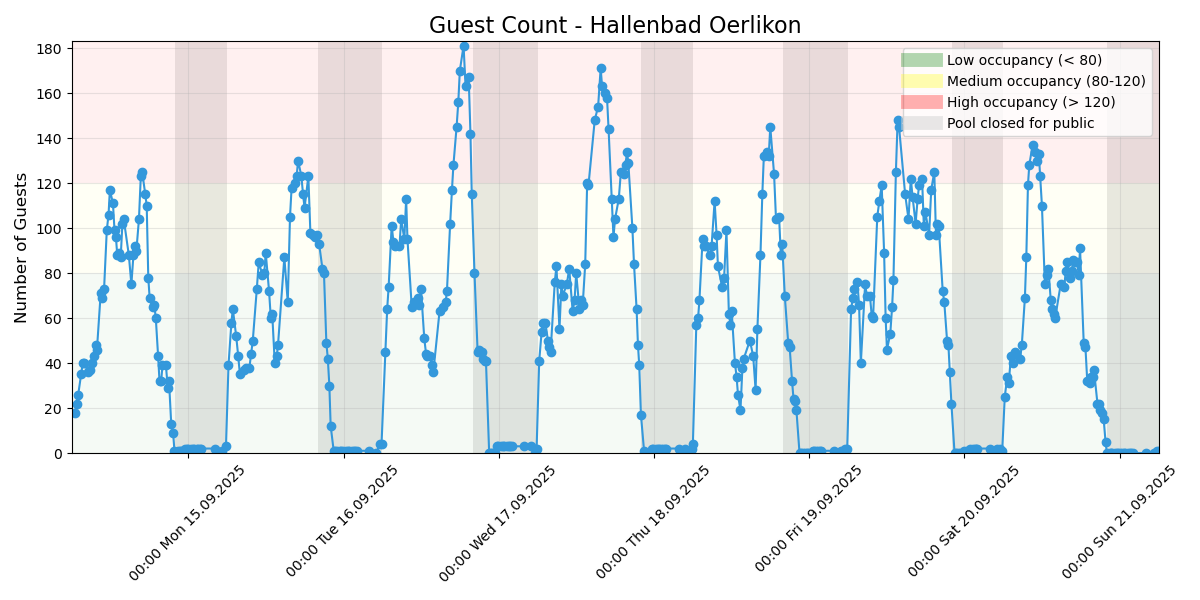 Guest Count - Hallenbad Oerlikon
Number of Guests
180
160
140
120
100
80
60
40
20
0
Low occupancy (< 80)
Medium occupancy (80-120)
High occupancy (> 120)
Pool closed for public
00:00 Mon 15.09.2025
00:00 Tue 16.09.2025
00:00 Wed 17.09.2025
00:00 Thu 18.09.2025
00:00 Fri 19.09.2025
00:00 Sat 20.09.2025
00:00 Sun 21.09.2025